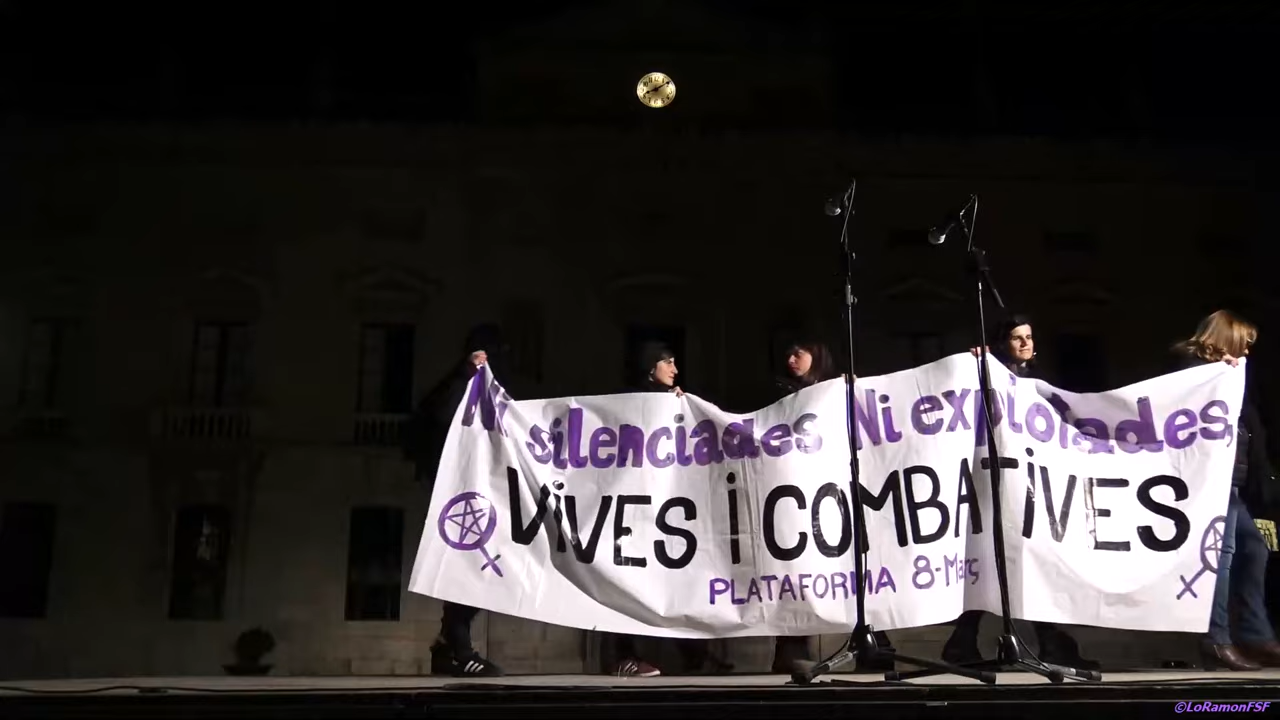 Ni silenciades Ni explotades,
ViVES i COMBATiVES
PLATAFORMA 8-Març
©LoRamonFSF